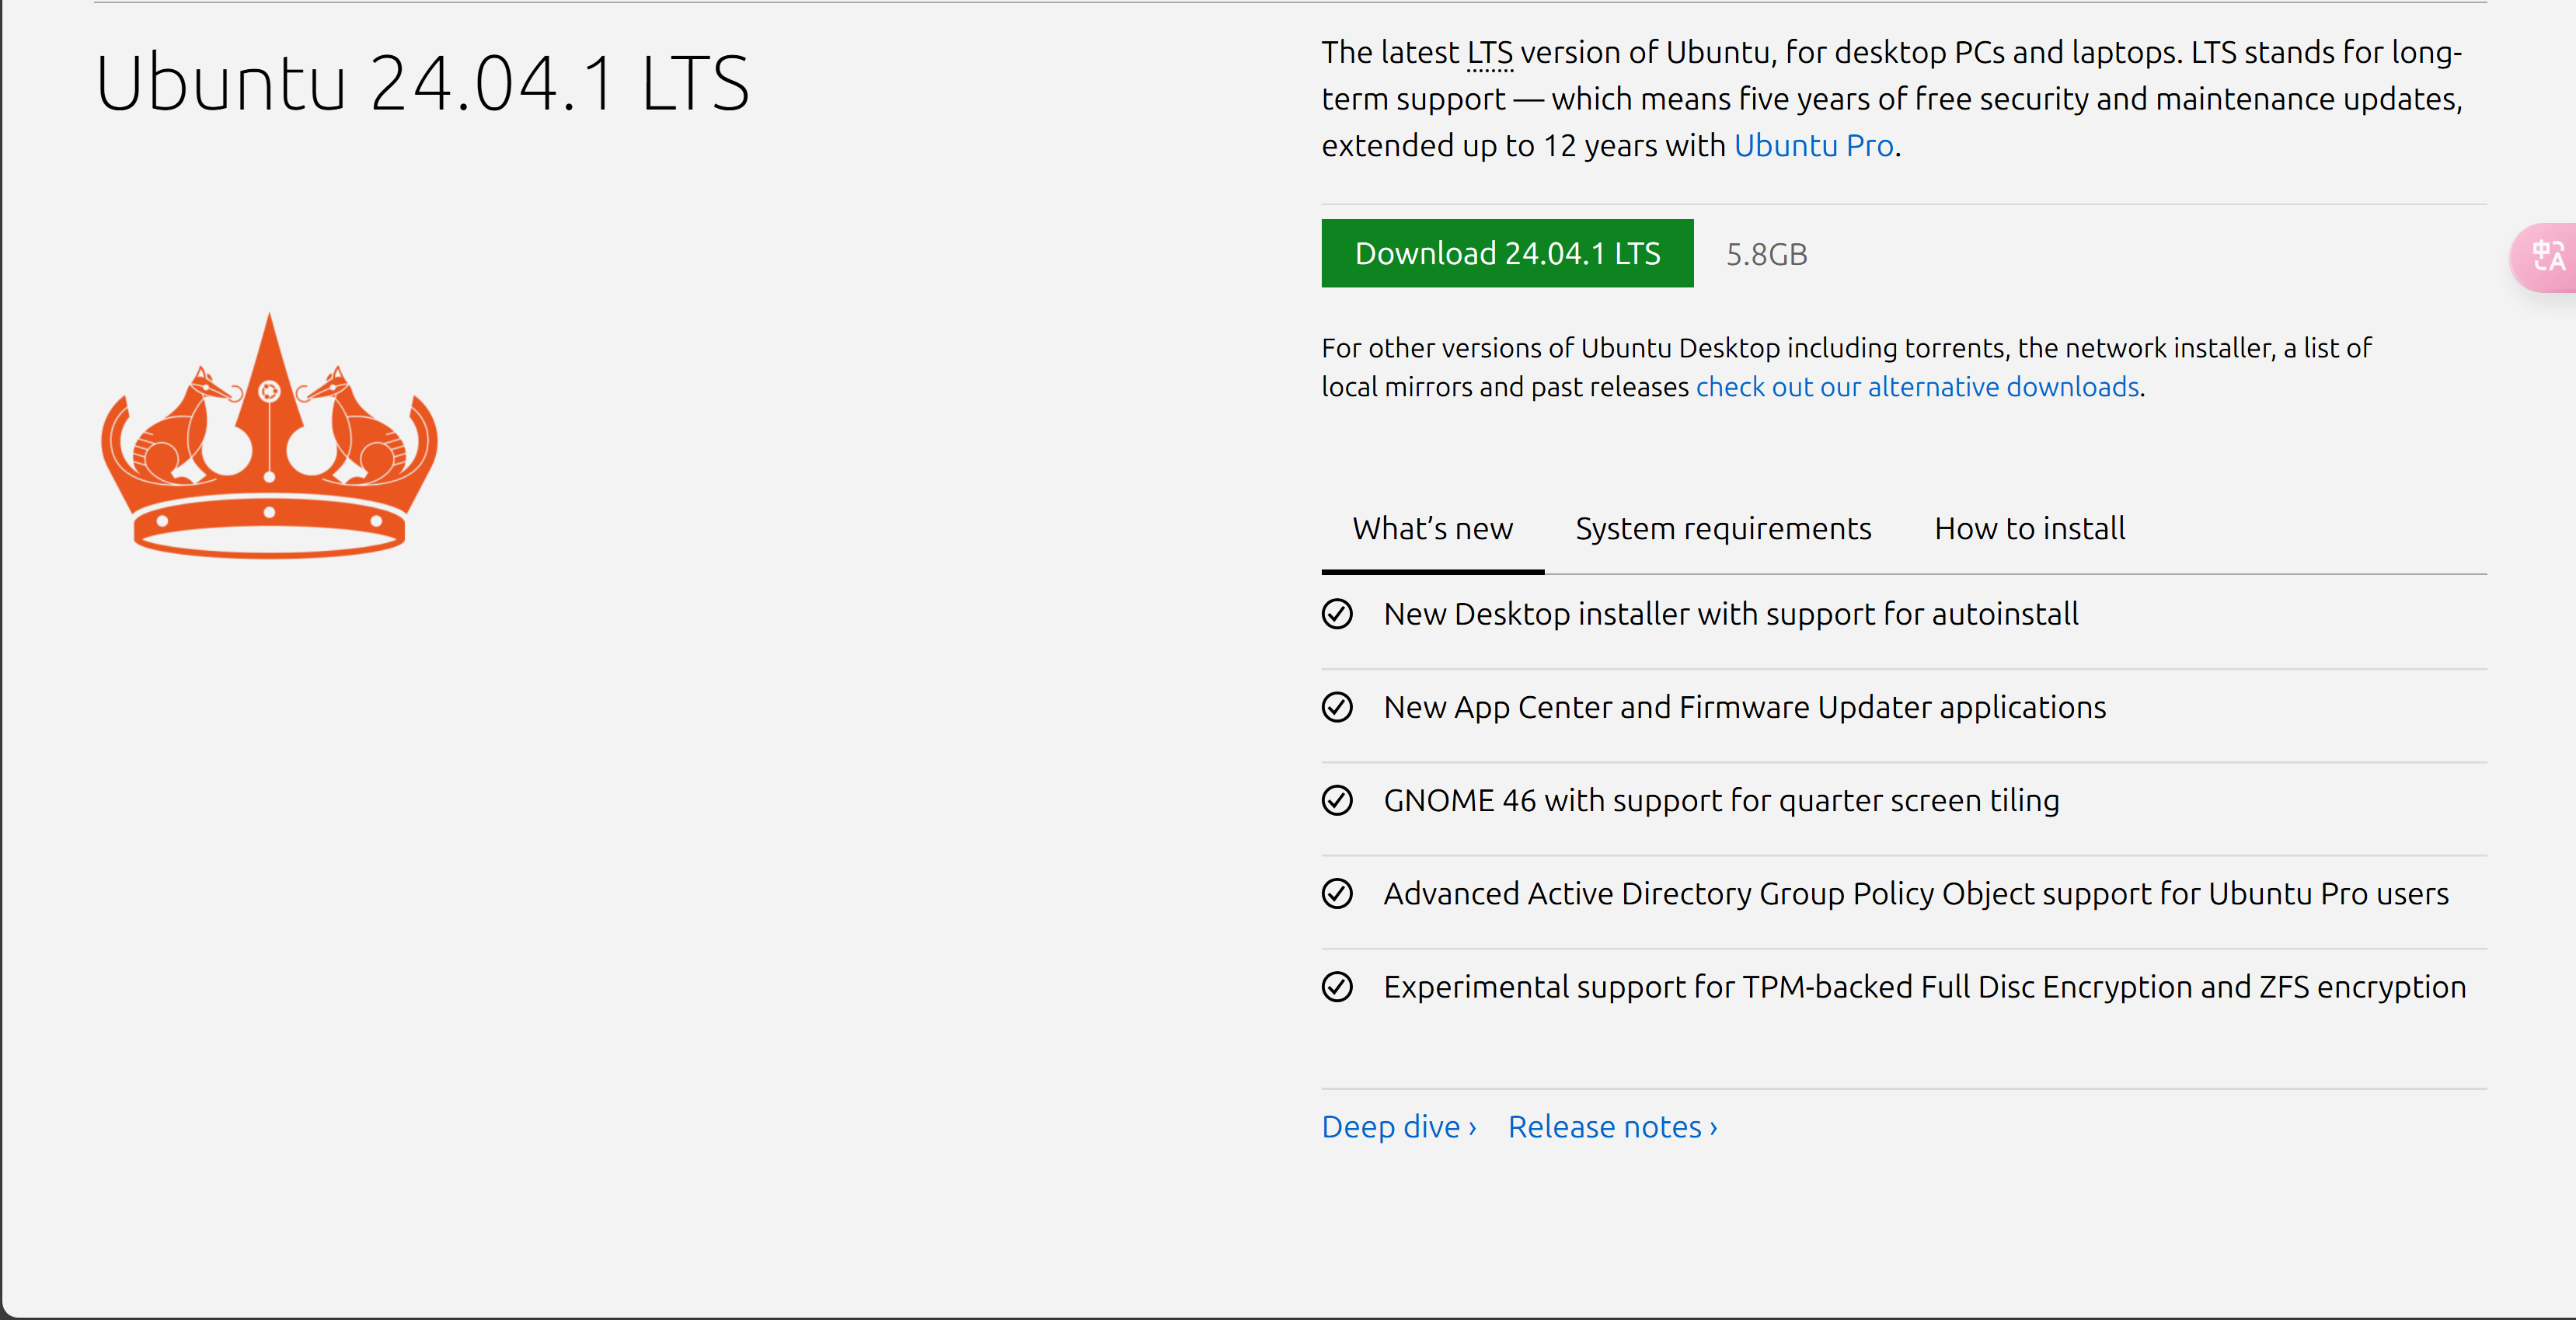 Ubuntu 24.04.1 LTS
The latest LTS version of Ubuntu, for desktop PCs and laptops. LTS stands for long-
term support — which means five years of free security and maintenance updates,
extended up to 12 years with Ubuntu Pro.
Download 24.04.1 LTS
5.8GB
中A
For other versions of Ubuntu Desktop including torrents, the network installer, a list of
local mirrors and past releases check out our alternative downloads.
What’s new
System requirements
How to install
New Desktop installer with support for autoinstall
New App Center and Firmware Updater applications
GNOME 46 with support for quarter screen tiling
Advanced Active Directory Group Policy Object support for Ubuntu Pro users
Experimental support for TPM-backed Full Disc Encryption and ZFS encryption
Deep dive ›
Release notes ›